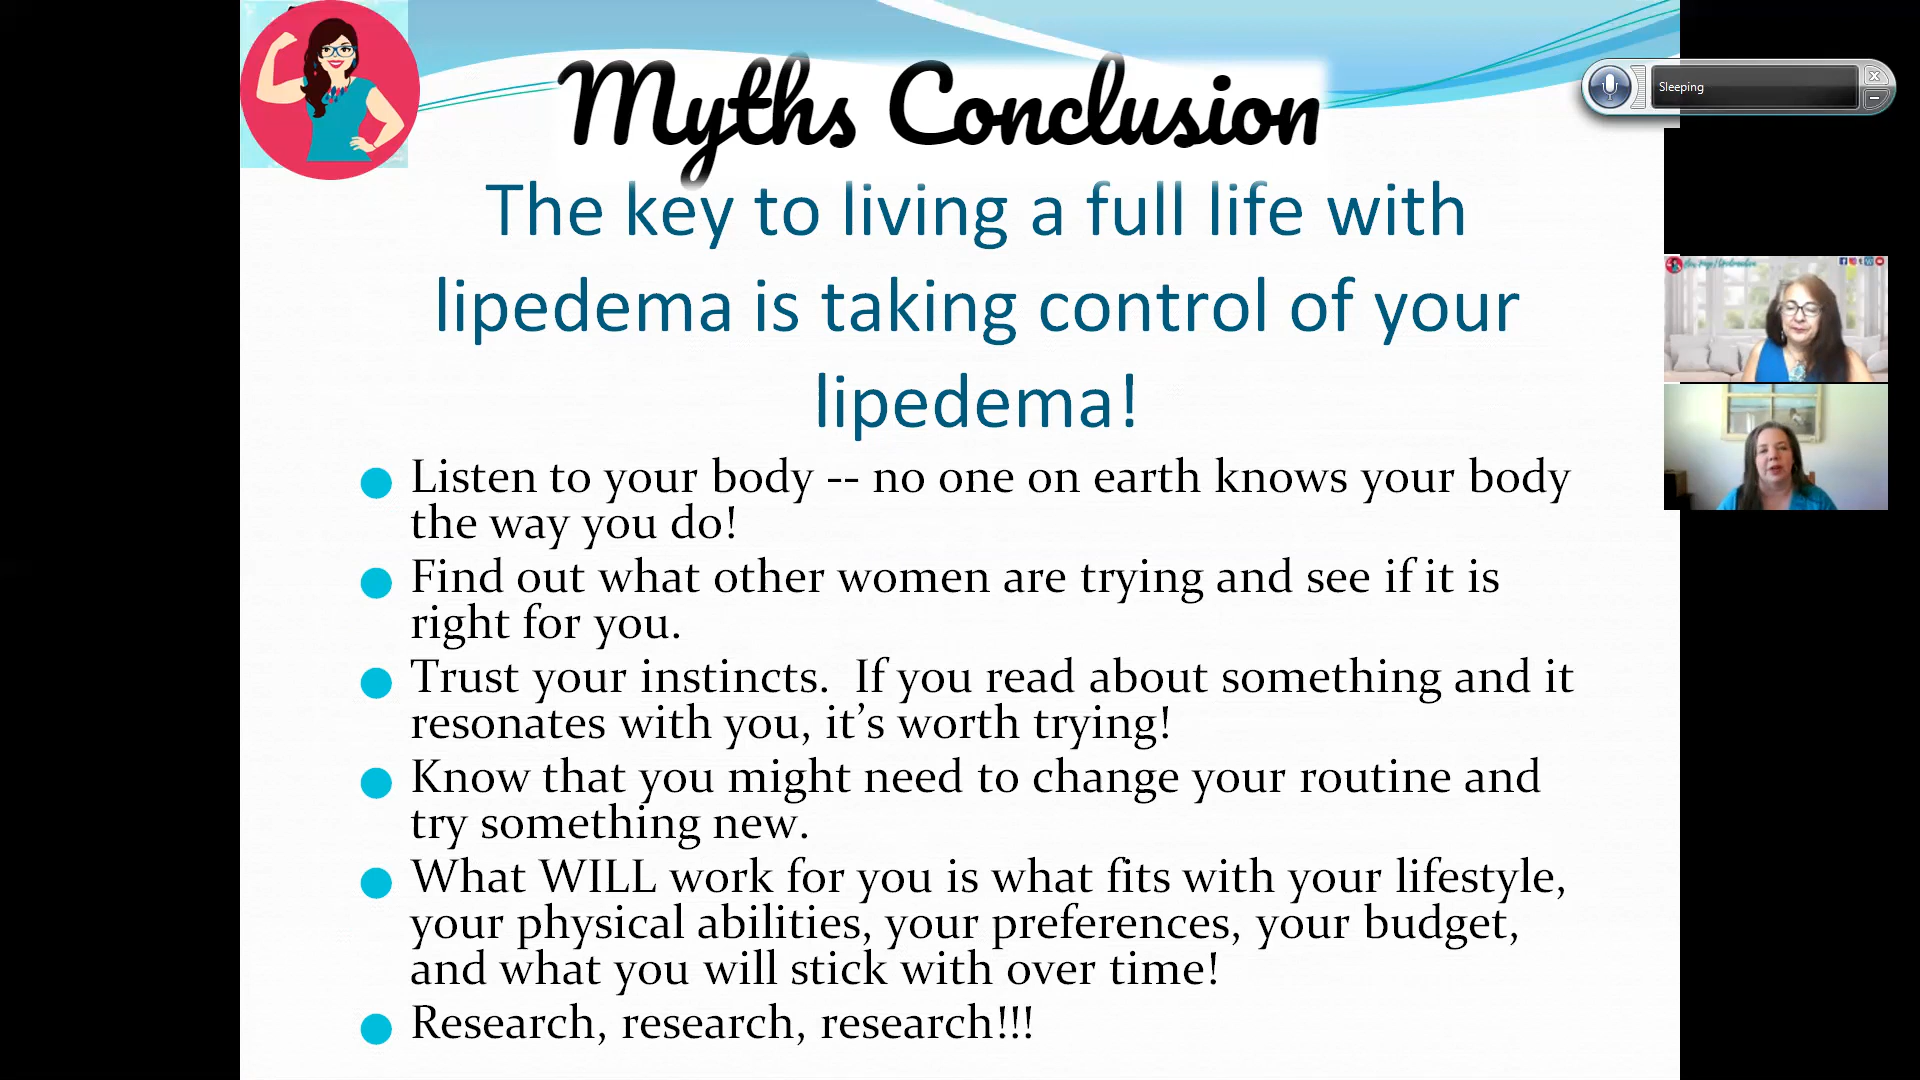 Myths Conclusion
Sleeping
The key to living a full life with
lipedema is taking control of your
lipedema!
Listen to your body -- no one on earth knows your body
the way you do!
Find out what other women are trying and see if it is
right for you.
Trust your instincts.  If you read about something and it
resonates with you, it’s worth trying!
Know that you might need to change your routine and
try something new.
What WILL work for you is what fits with your lifestyle,
your physical abilities, your preferences, your budget,
and what you will stick with over time!
Research, research, research!!!